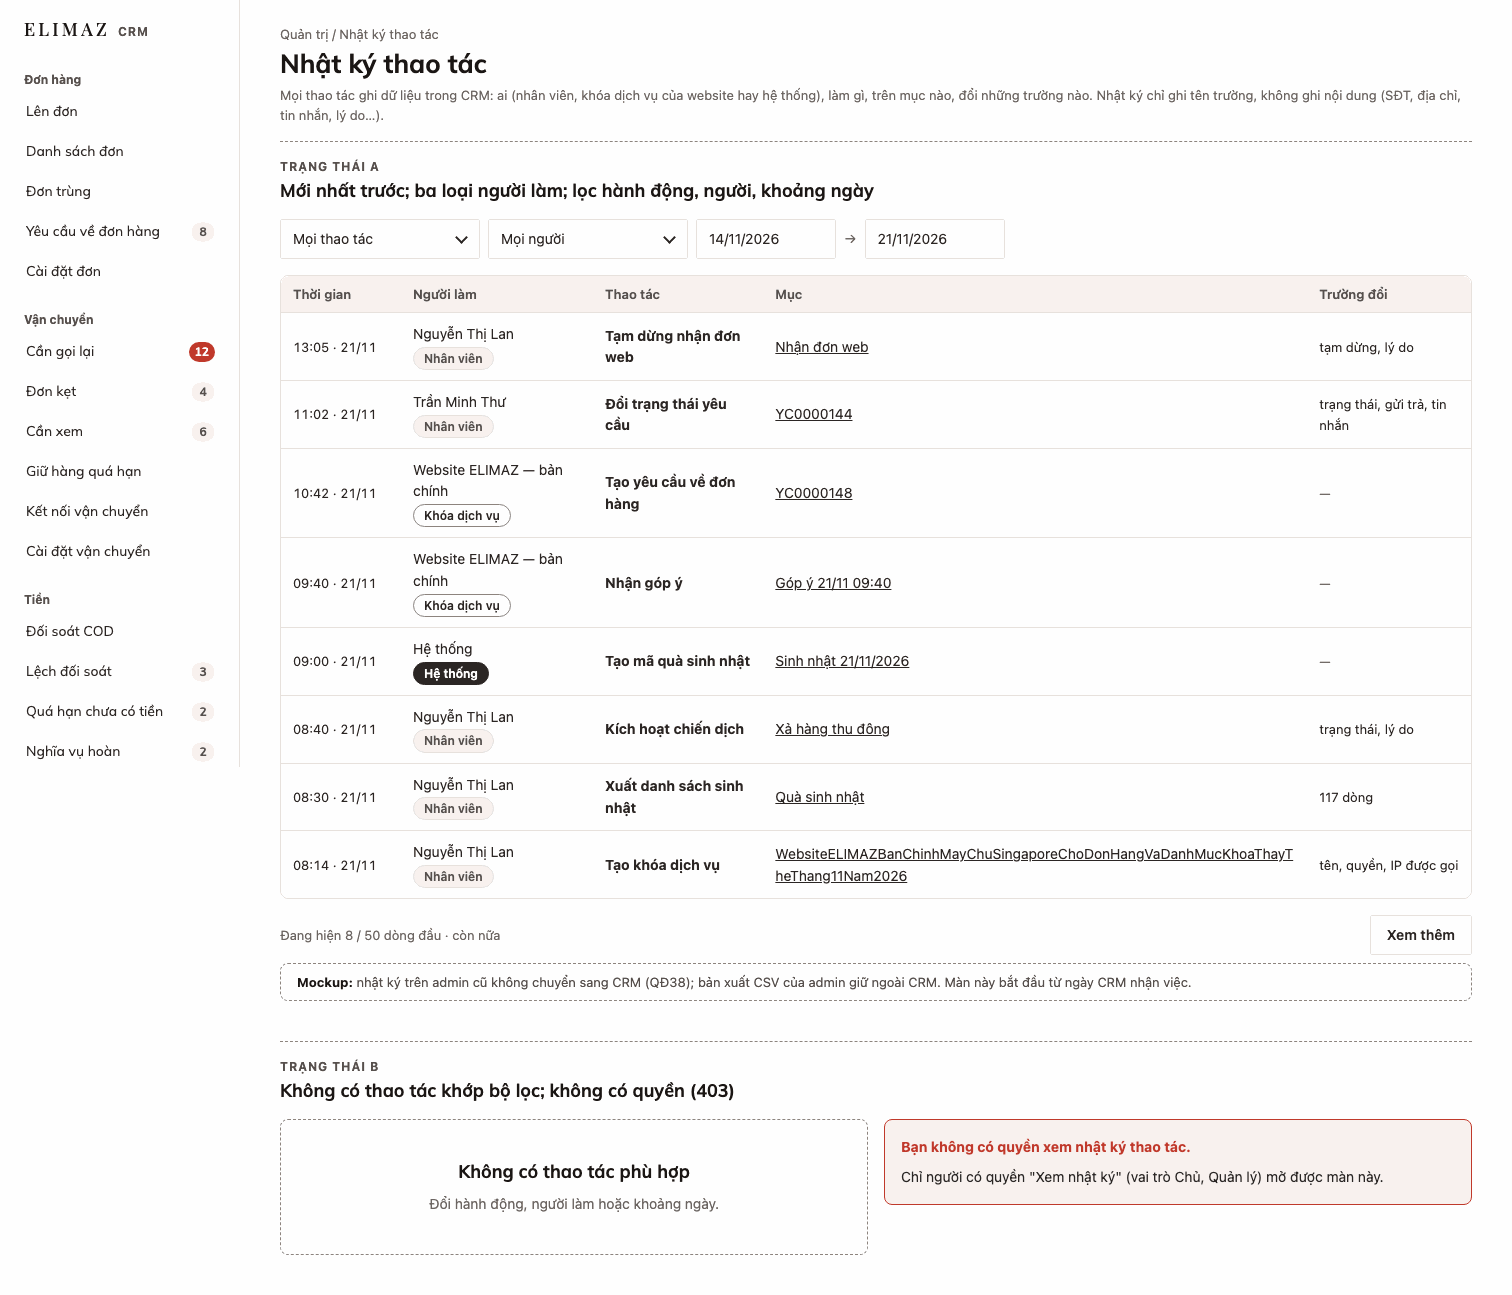 ELIMAZ CRM
Đơn hàng
Lên đơn
Danh sách đơn
Đơn trùng
Yêu cầu về đơn hàng 8
Cài đặt đơn
Vận chuyển
Cần gọi lại 12
Đơn kẹt 4
Cần xem 6
Giữ hàng quá hạn
Kết nối vận chuyển
Cài đặt vận chuyển
Tiền
Đối soát COD
Lệch đối soát 3
Quá hạn chưa có tiền 2
Nghĩa vụ hoàn 2
Quản trị / Nhật ký thao tác
Nhật ký thao tác
Mọi thao tác ghi dữ liệu trong CRM: ai (nhân viên, khóa dịch vụ của website hay hệ thống), làm gì, trên mục nào, đổi những trường nào. Nhật ký chỉ ghi tên trường, không ghi nội dung (SĐT, địa chỉ,
tin nhắn, lý do...).
TRẠNG THÁI A
Mới nhất trước; ba loại người làm; lọc hành động, người, khoảng ngày
Mọi thao tác Mọi người 14/11/2026 → 21/11/2026
Thời gian Người làm Thao tác Mục Trường đổi
13:05 · 21/11 Nguyễn Thị Lan Nhân viên Tạm dừng nhận đơn
web Nhận đơn web tạm dừng, lý do
11:02 · 21/11 Trần Minh Thư Nhân viên Đổi trạng thái yêu
cầu YC0000144 trạng thái, gửi trả, tin
nhắn
10:42 · 21/11 Website ELIMAZ — bản
chính Khóa dịch vụ Tạo yêu cầu về đơn
hàng YC0000148 —
09:40 · 21/11 Website ELIMAZ — bản
chính Khóa dịch vụ Nhận góp ý Góp ý 21/11 09:40 —
09:00 · 21/11 Hệ thống Hệ thống Tạo mã quà sinh nhật Sinh nhật 21/11/2026 —
08:40 · 21/11 Nguyễn Thị Lan Nhân viên Kích hoạt chiến dịch Xả hàng thu đông trạng thái, lý do
08:30 · 21/11 Nguyễn Thị Lan Nhân viên Xuất danh sách sinh
nhật Quà sinh nhật 117 dòng
08:14 · 21/11 Nguyễn Thị Lan Nhân viên Tạo khóa dịch vụ WebsiteELIMAZBanChinhMayChuSingaporeChoDonHangVaDanhMucKhoaThayT
heThang11Nam2026 tên, quyền, IP được gọi
Đang hiện 8 / 50 dòng đầu · còn nữa Xem thêm
Mockup: nhật ký trên admin cũ không chuyển sang CRM (QĐ38); bản xuất CSV của admin giữ ngoài CRM. Màn này bắt đầu từ ngày CRM nhận việc.
TRẠNG THÁI B
Không có thao tác khớp bộ lọc; không có quyền (403)
Không có thao tác phù hợp
Đổi hành động, người làm hoặc khoảng ngày.
Bạn không có quyền xem nhật ký thao tác.
Chỉ người có quyền "Xem nhật ký" (vai trò Chủ, Quản lý) mở được màn này.